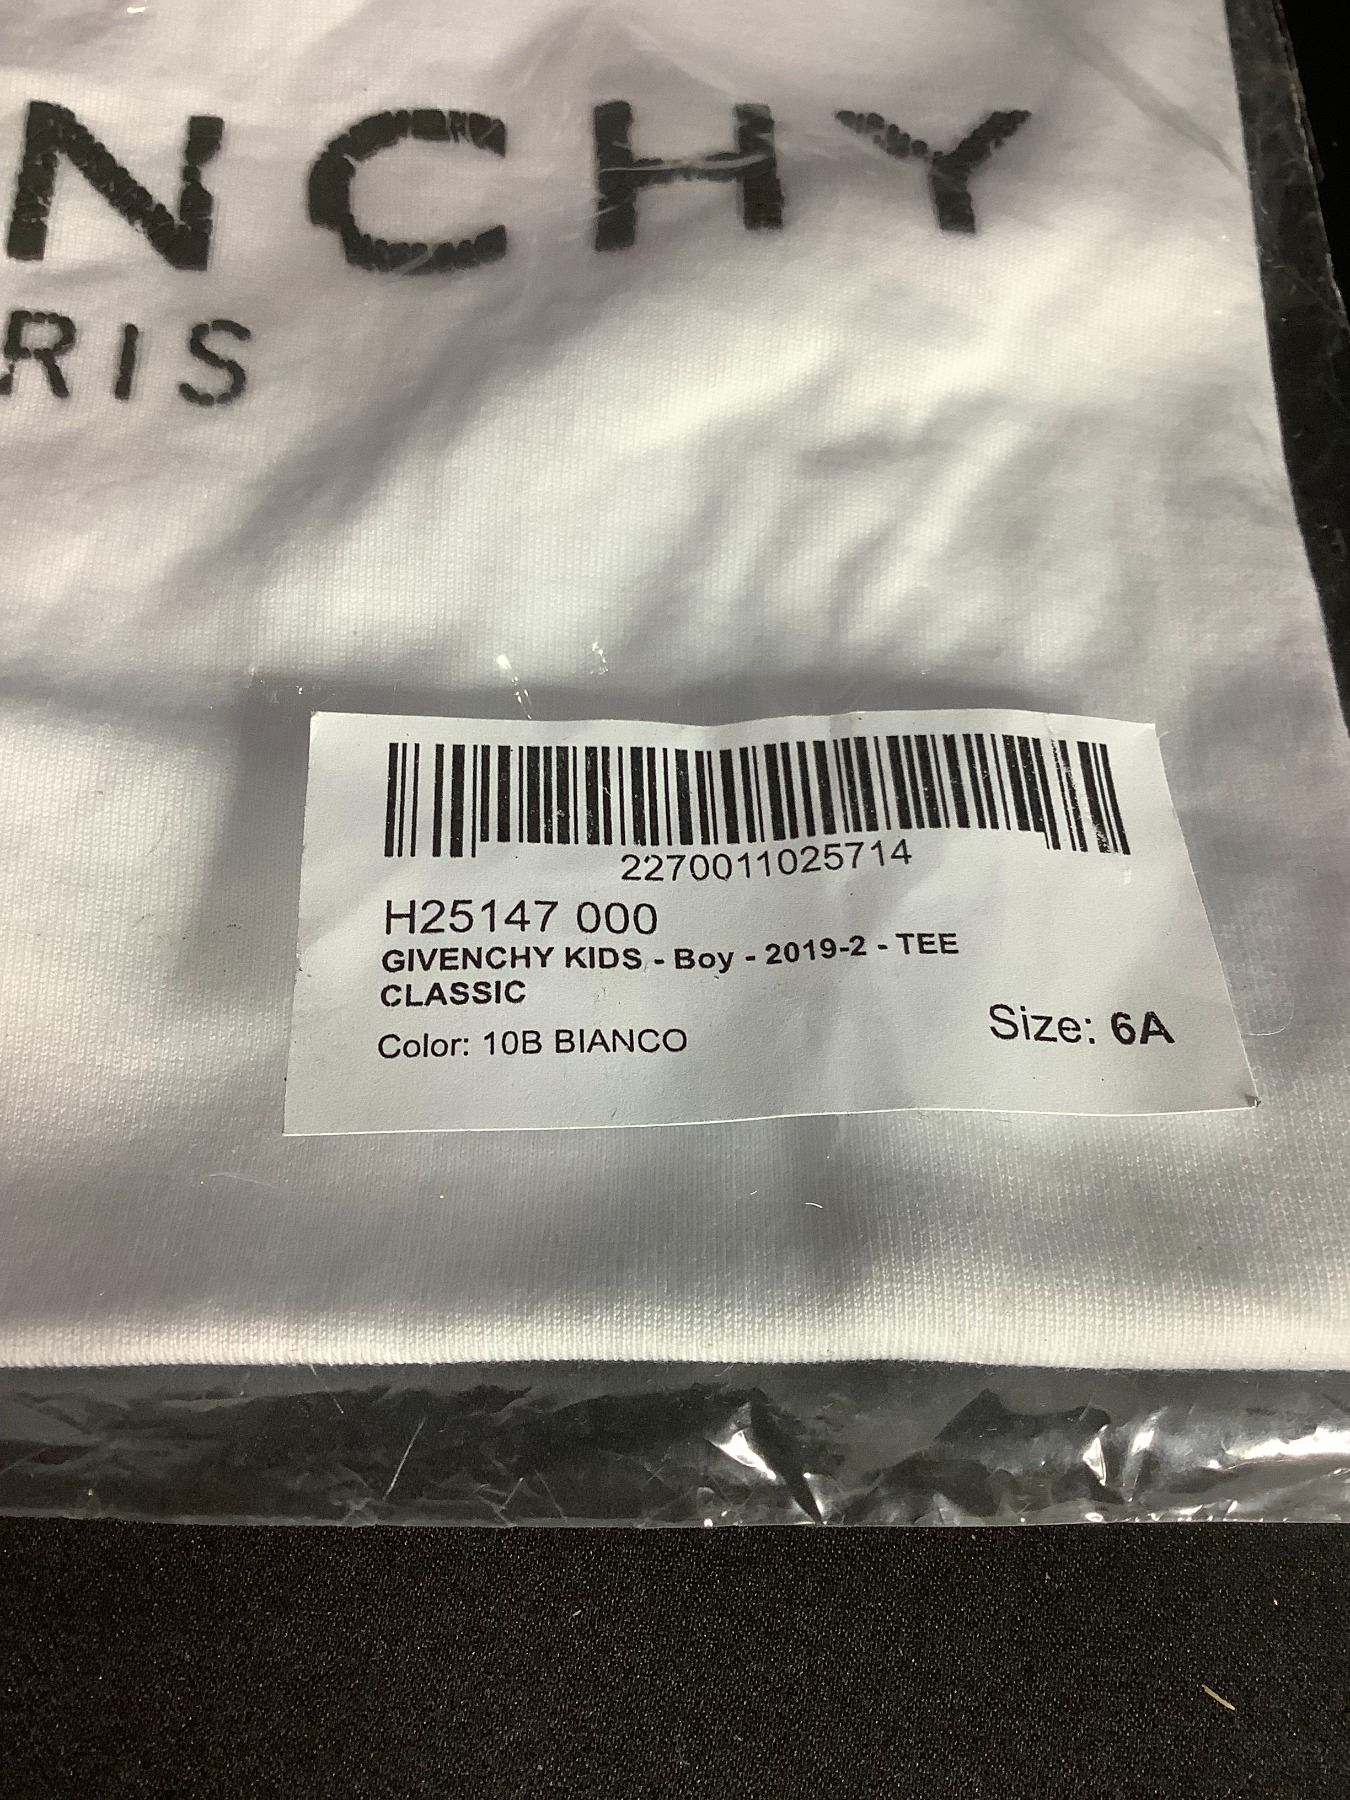 NCHY
RIS
2270011025714
H25147 000
GIVENCHY KIDS - Boy - 2019-2 - TEE
CLASSIC
Color: 10B BIANCO
Size: 6A